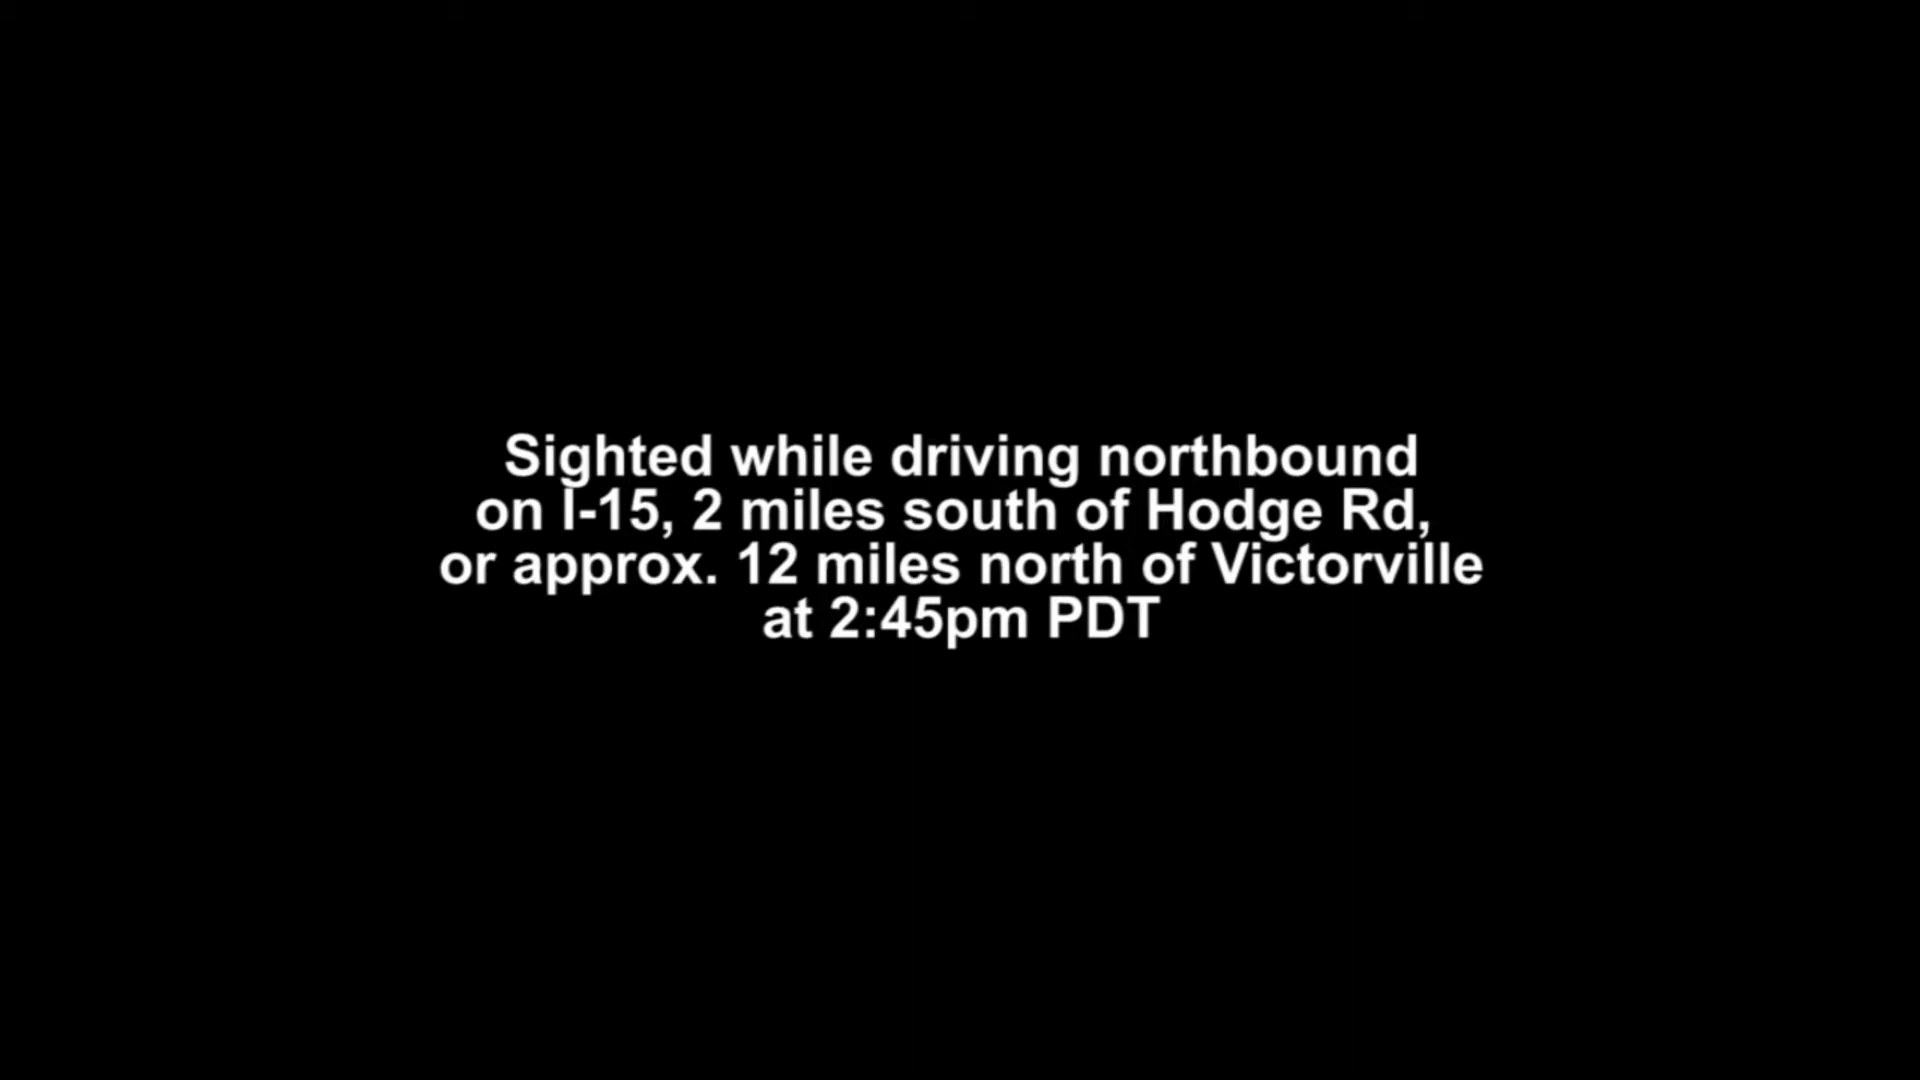 Sighted while driving northbound
on I-15, 2 miles south of Hodge Rd,
or approx. 12 miles north of Victorville
at 2:45pm PDT